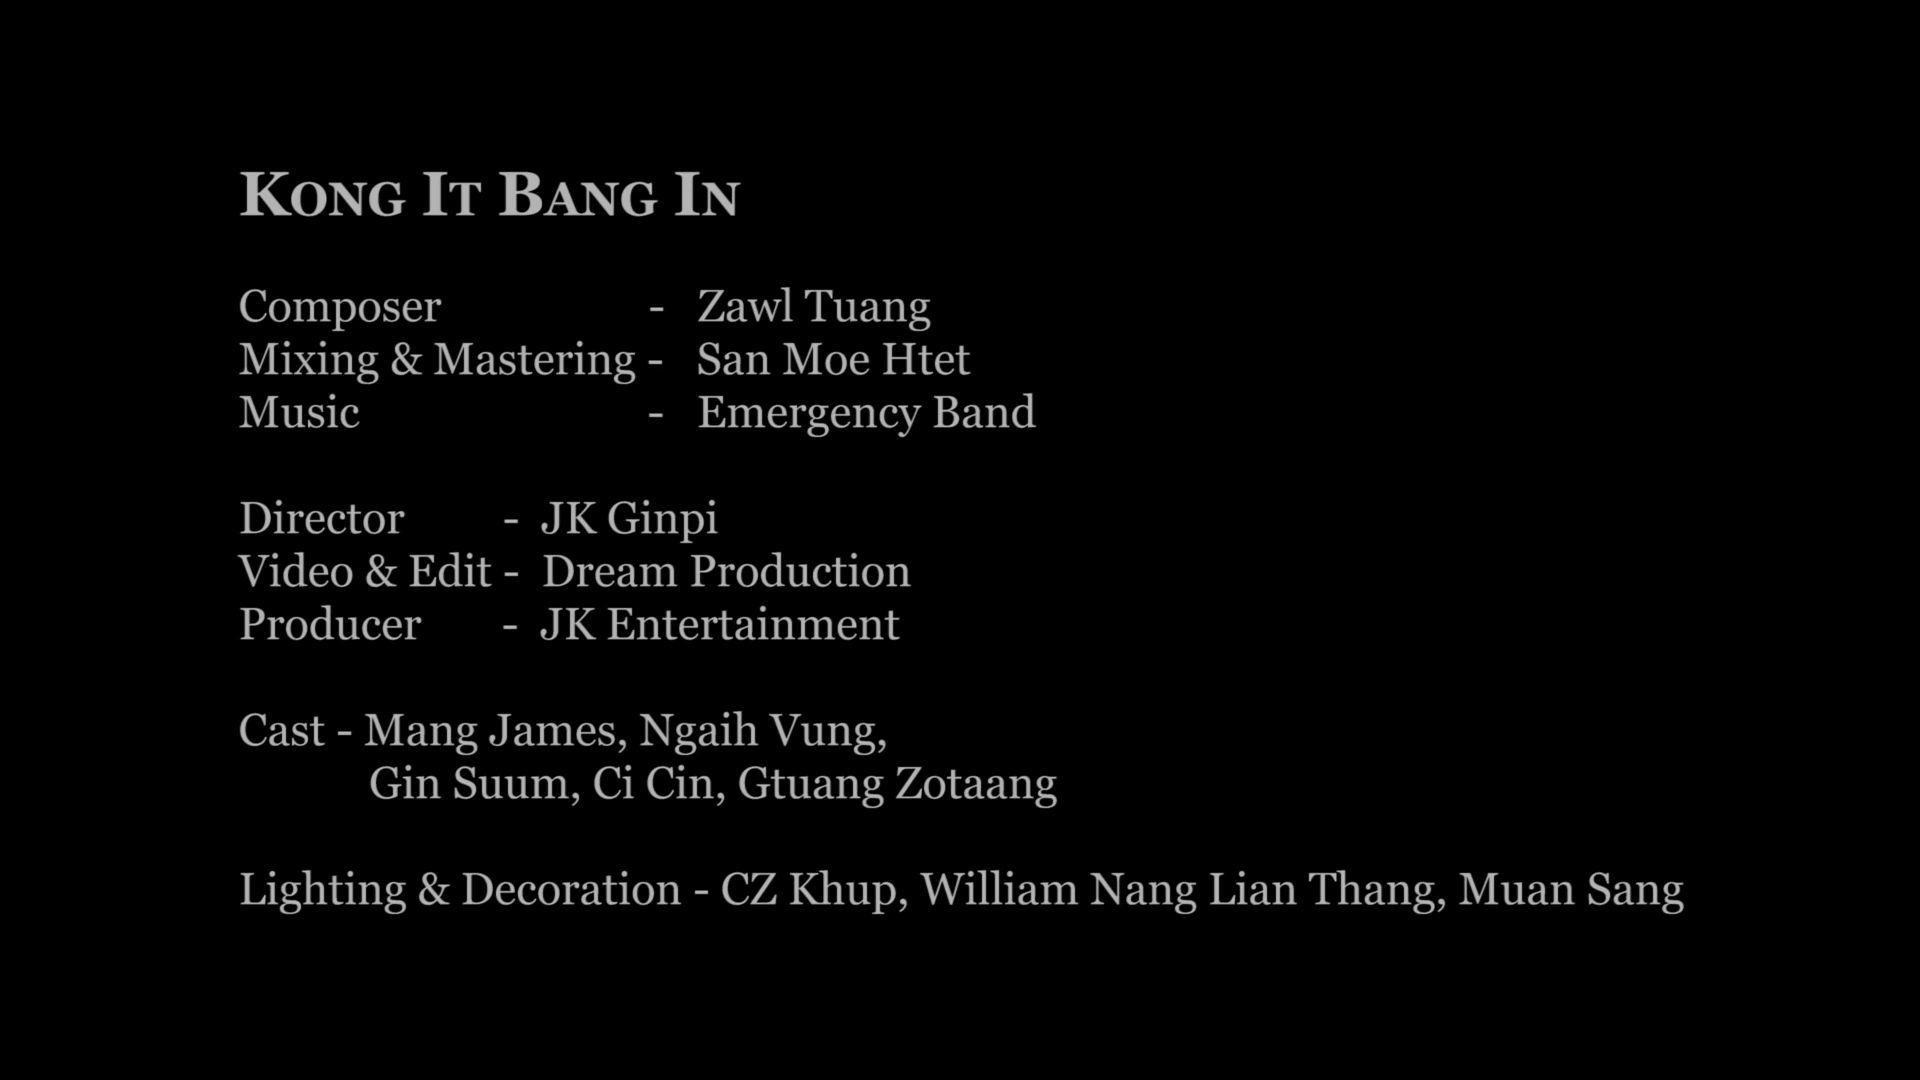 Kong It Bang In
Composer - Zawl Tuang
Mixing & Mastering - San Moe Htet
Music - Emergency Band
Director - JK Ginpi
Video & Edit - Dream Production
Producer - JK Entertainment
Cast - Mang James, Ngaih Vung,
Gin Suum, Ci Cin, Gtuang Zotaang
Lighting & Decoration - CZ Khup, William Nang Lian Thang, Muan Sang